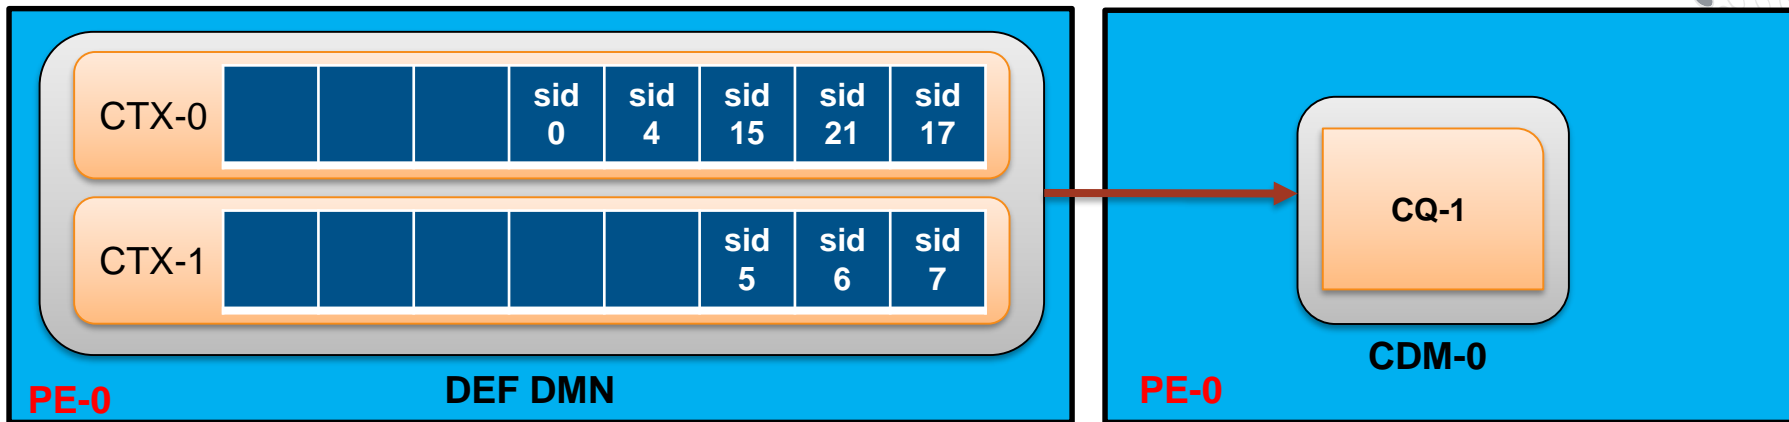 CTX-0
sid 0
sid 4
sid 15
sid 21
sid 17
CTX-1
sid 5
sid 6
sid 7
DEF DMN
PE-0
CQ-1
CDM-0
PE-0